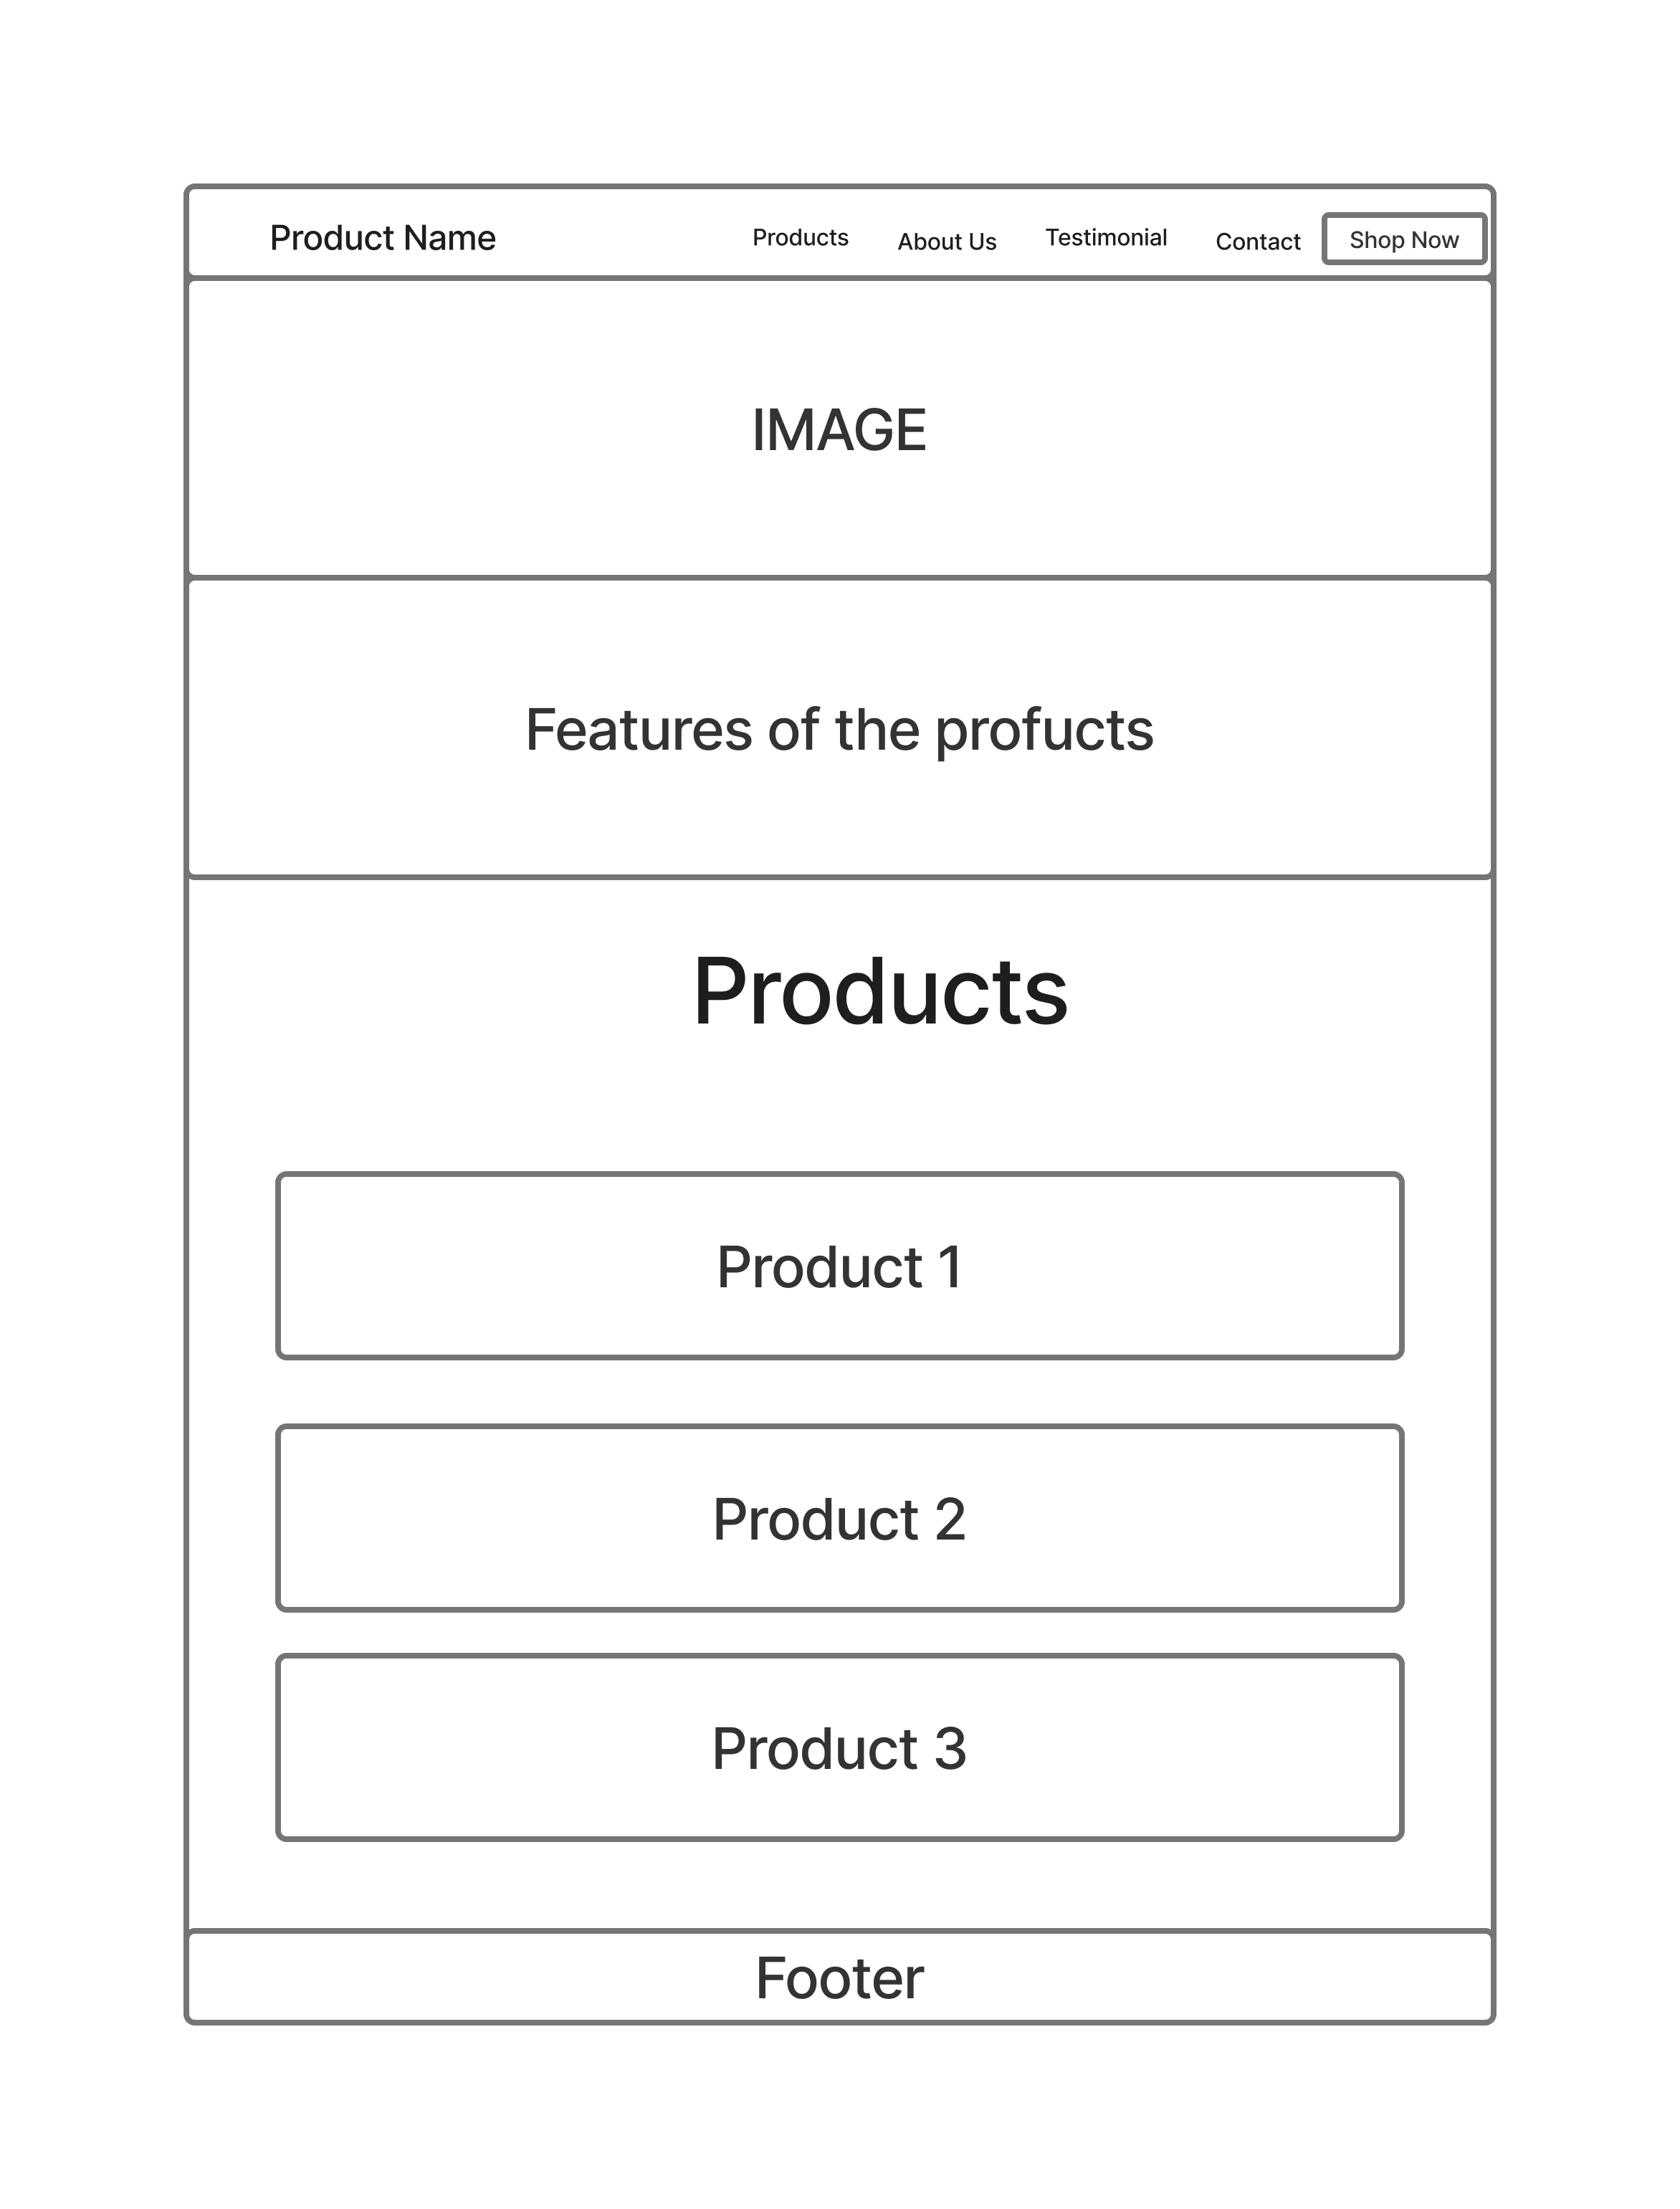 Product Name
Products
About Us
Testimonial
Contact
Shop Now
IMAGE
Features of the profucts
Products
Product 1
Product 2
Product 3
Footer